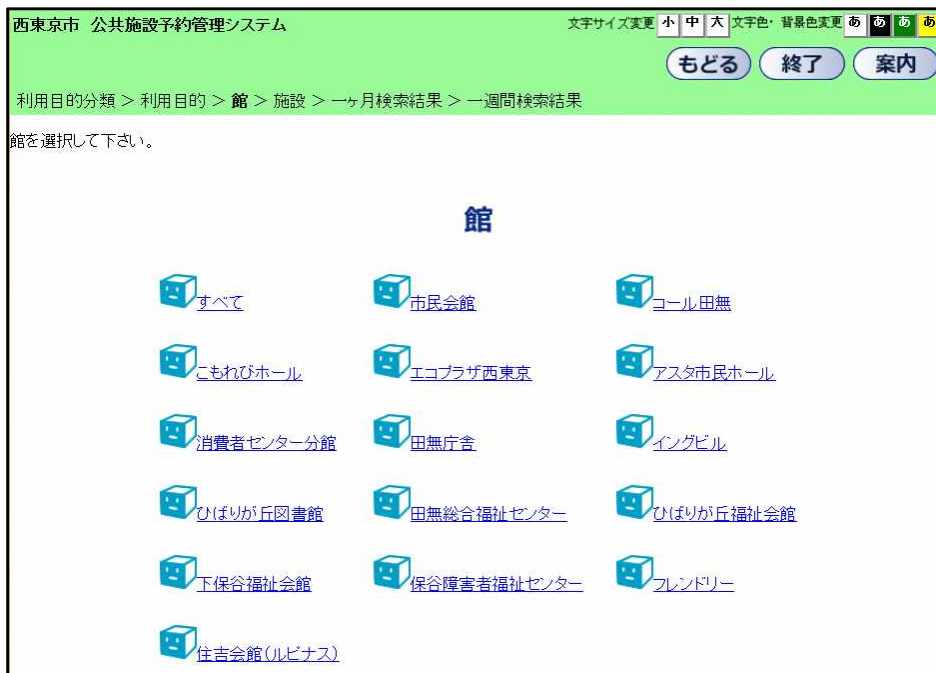 西東京市 公共施設予約管理システム 文字サイズ変更 小 中 大 文字色・背景色変更 あ あ あ あ
もどる 終了 案内
利用目的分類 > 利用目的 > 館 > 施設 > 一ヶ月検索結果 > 一週間検索結果
館を選択して下さい。
館
すべて 市民会館 コール田無
こもれびホール エコプラザ西東京 アスタ市民ホール
消費者センター分館 田無庁舎 イングビル
ひばりが丘図書館 田無総合福祉センター ひばりが丘福祉会館
下保谷福祉会館 保谷障害者福祉センター フレンドリー
住吉会館(ルピナス)